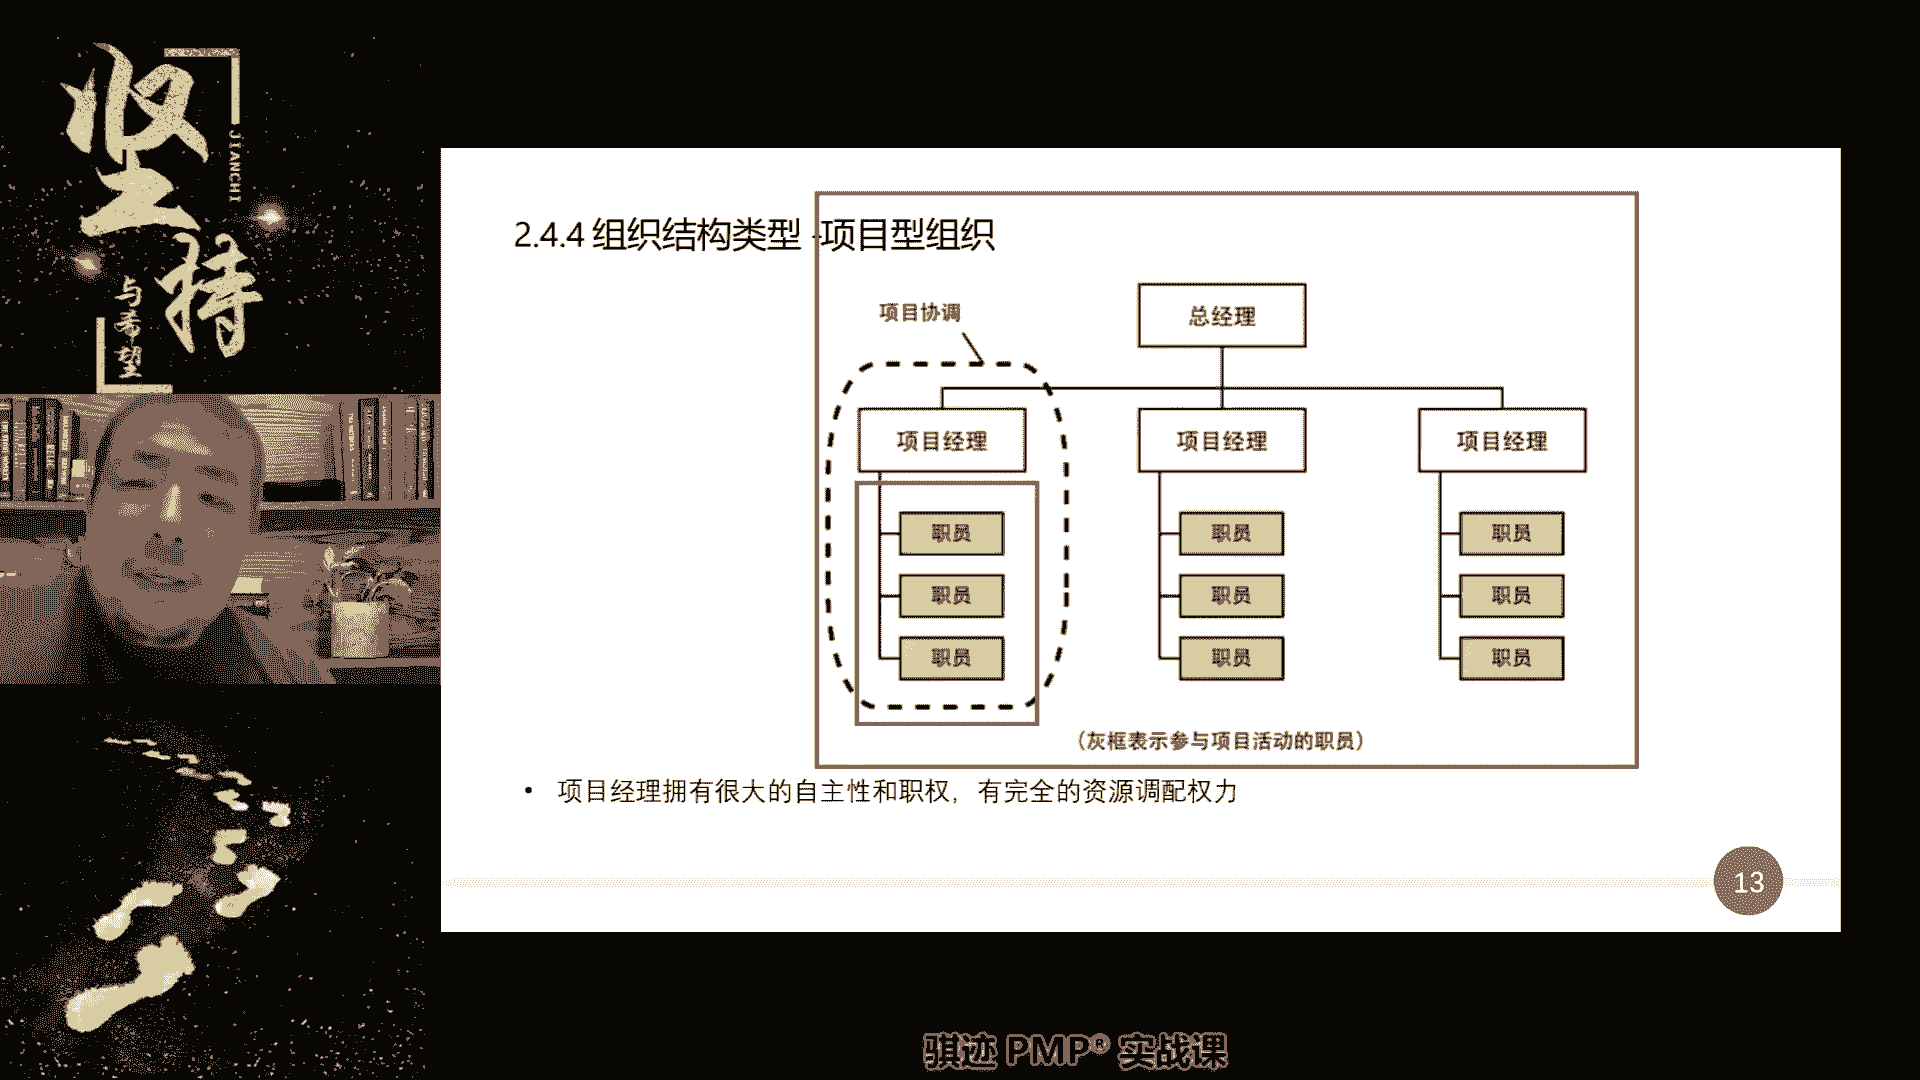 坚持
JIANCHI
与希望
2.4.4 组织结构类型 -项目型组织
项目协调
总经理
项目经理 项目经理 项目经理
职员 职员 职员
职员 职员 职员
职员 职员 职员
（灰框表示参与项目活动的职员）
• 项目经理拥有很大的自主性和职权，有完全的资源调配权力
13
骐迹 PMP® 实战课